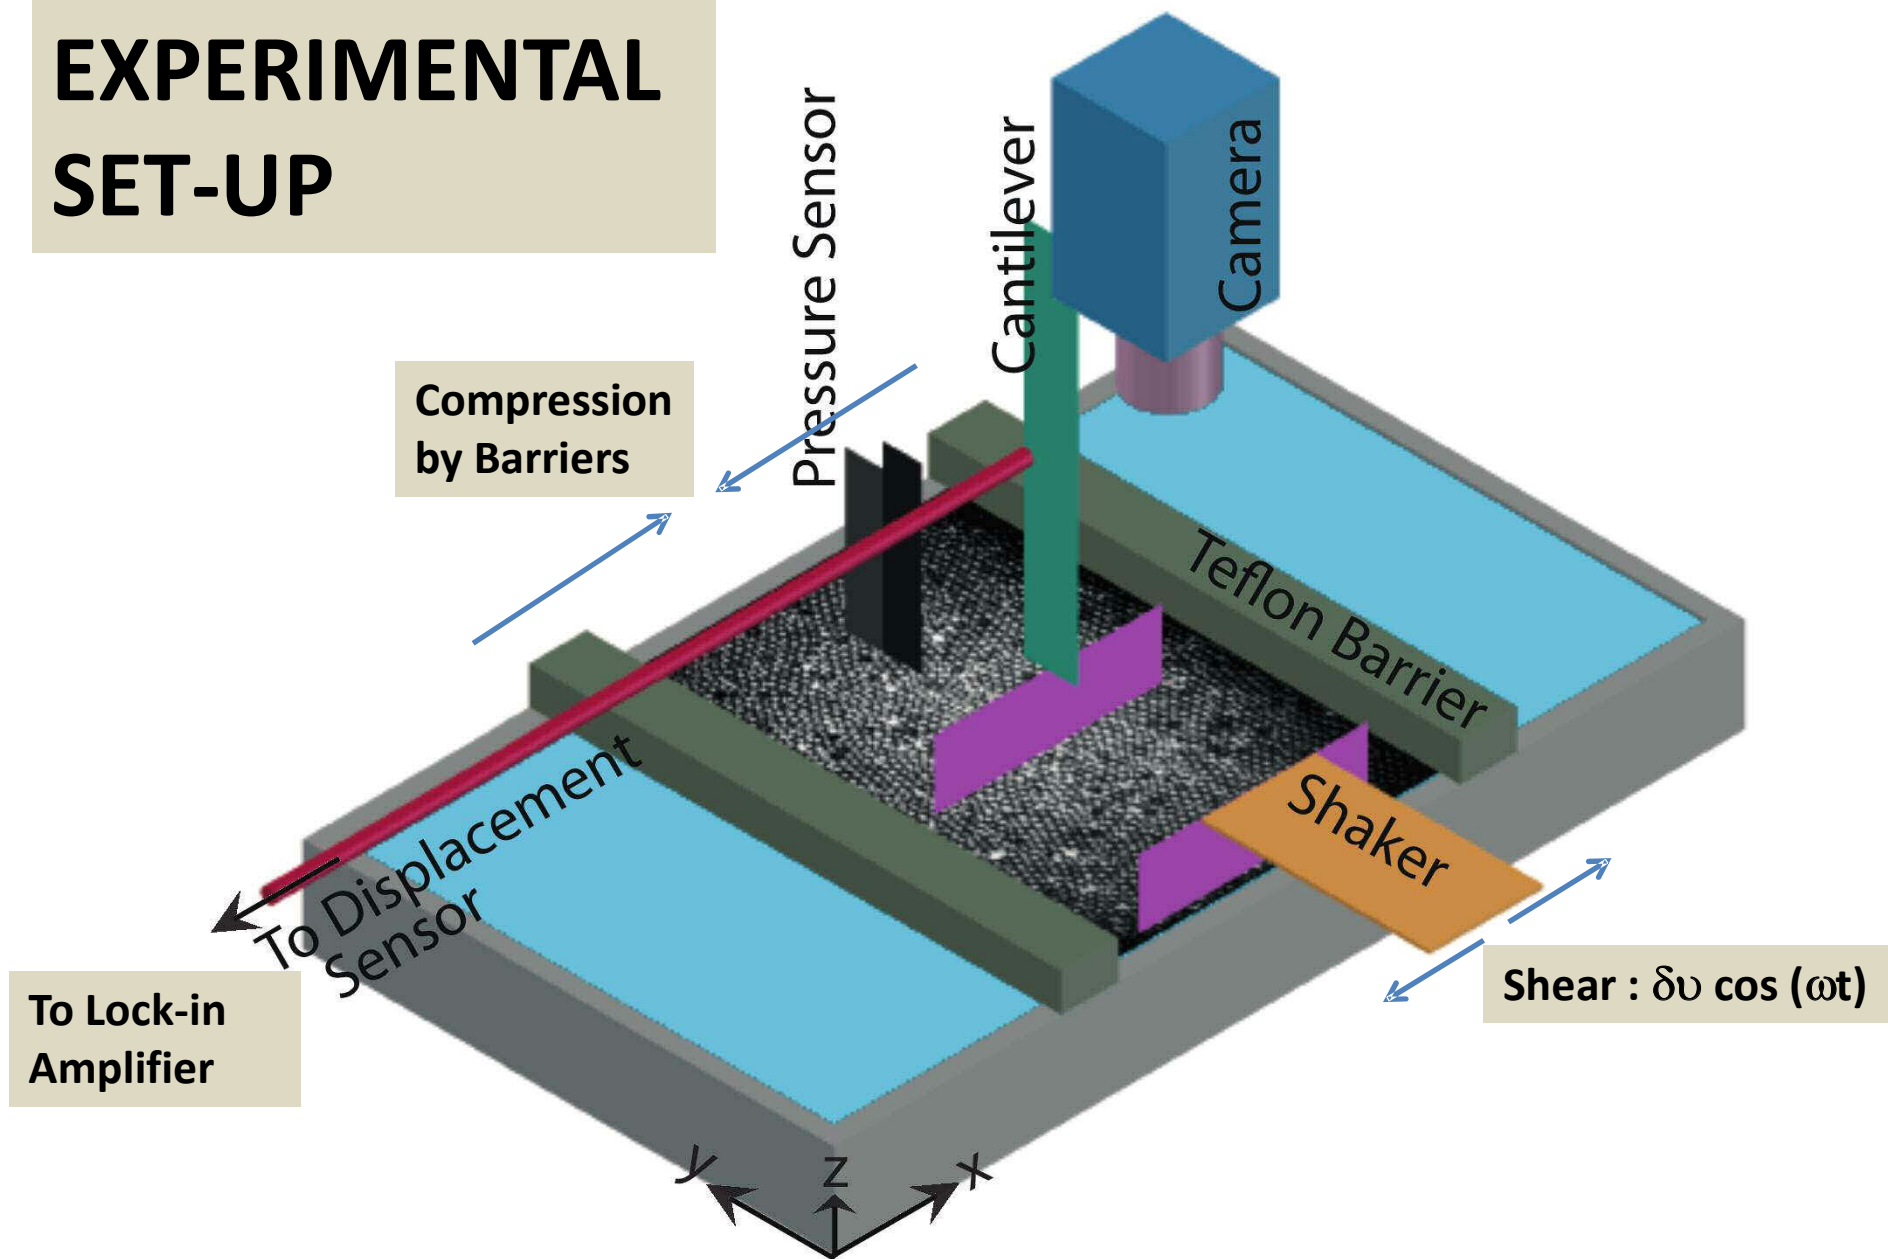 EXPERIMENTAL
SET-UP
Pressure Sensor
Cantilever
Camera
Compression
by Barriers
Teflon Barrier
Shaker
To Displacement
Sensor
Shear : δυ cos (ωt)
To Lock-in
Amplifier
y
z
x